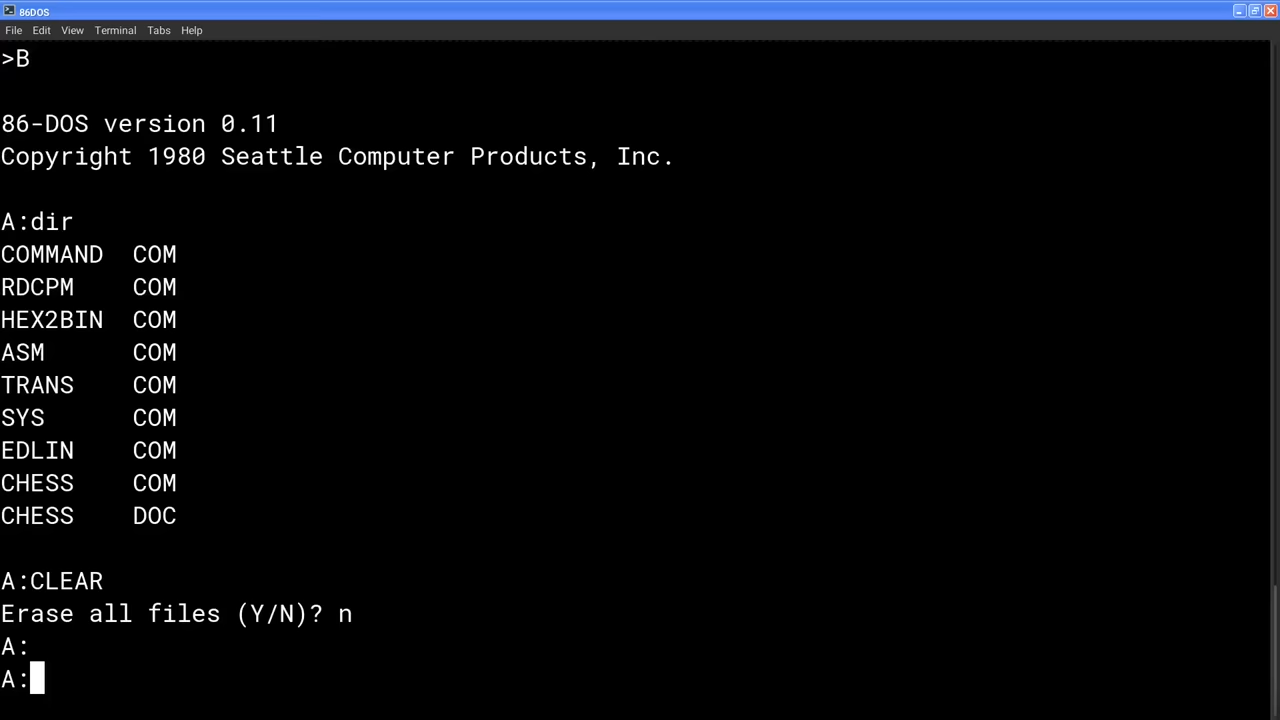 86DOS
File Edit View Terminal Tabs Help
>B
86-DOS version 0.11
Copyright 1980 Seattle Computer Products, Inc.
A:dir
COMMAND COM
RDCPM COM
HEX2BIN COM
ASM COM
TRANS COM
SYS COM
EDLIN COM
CHESS COM
CHESS DOC
A:CLEAR
Erase all files (Y/N)? n
A:
A: